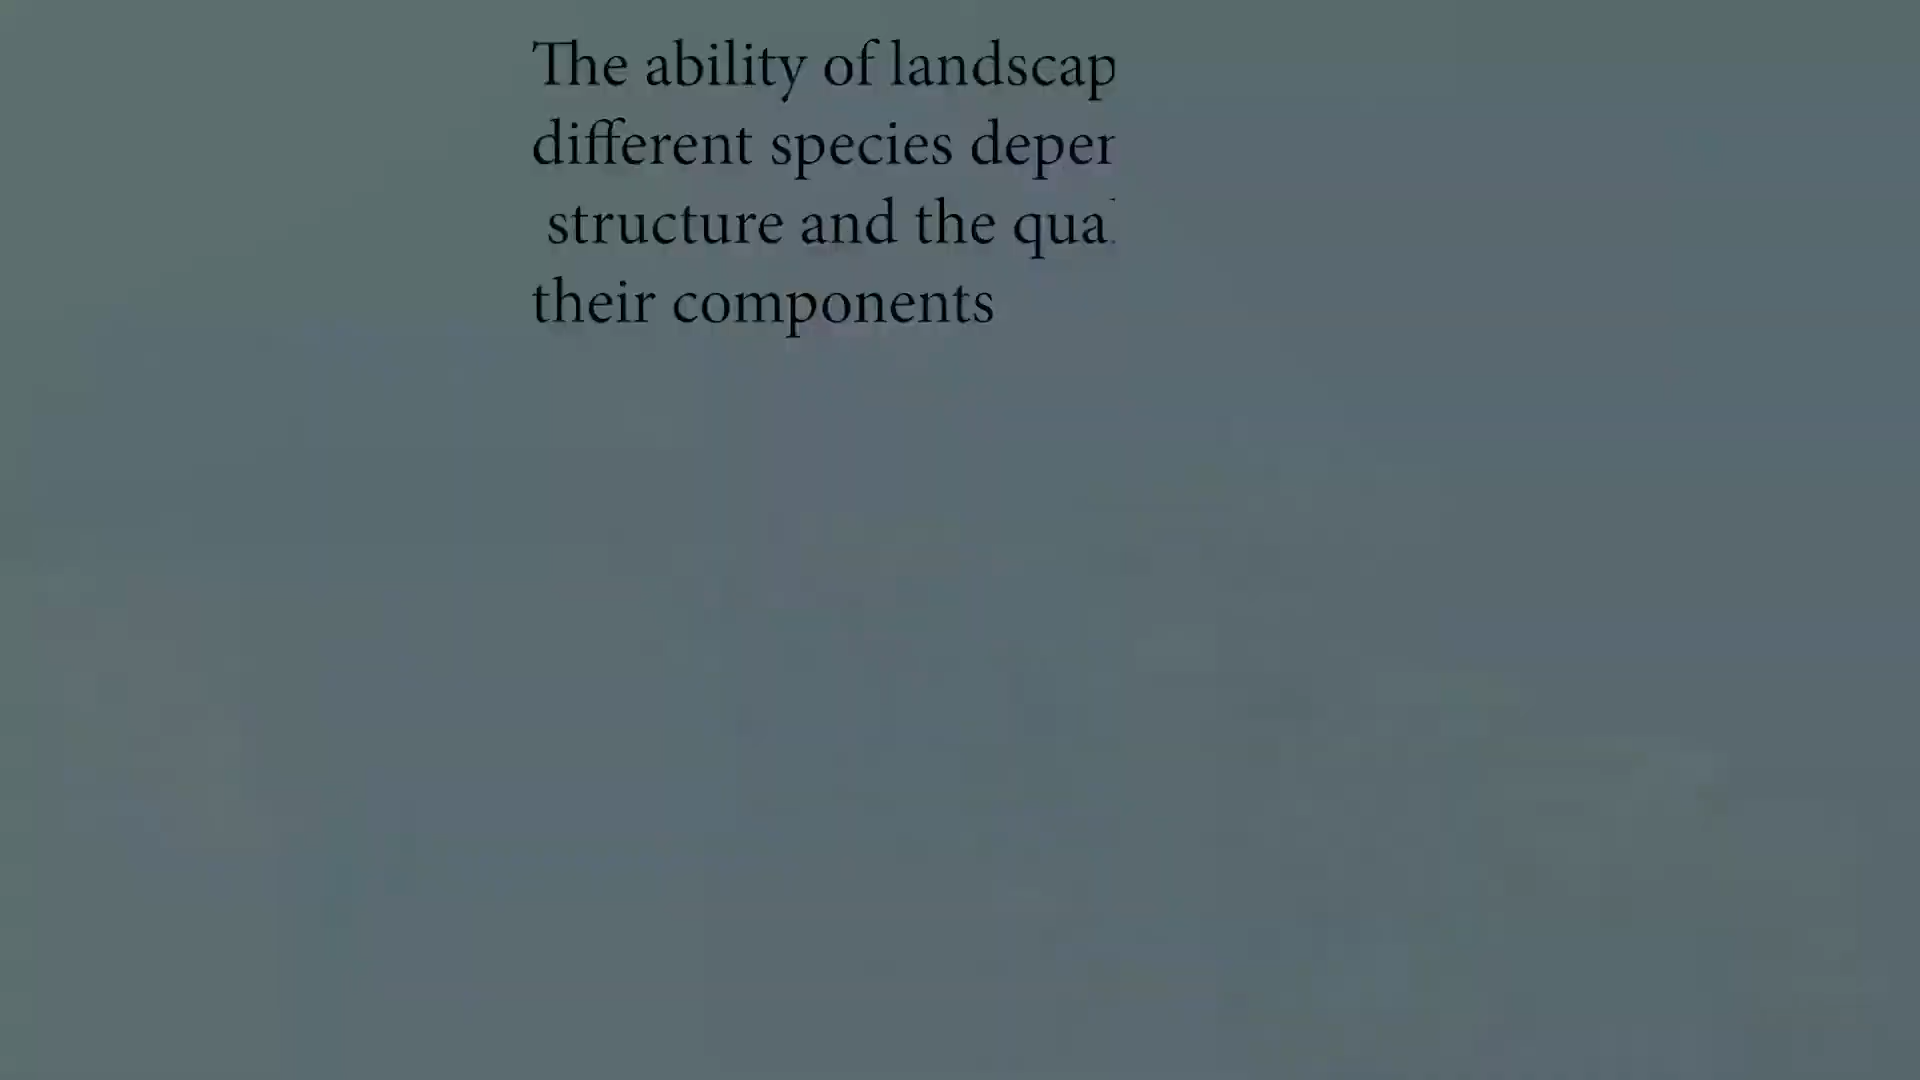 The ability of landscap
different species deper
structure and the qua
their components